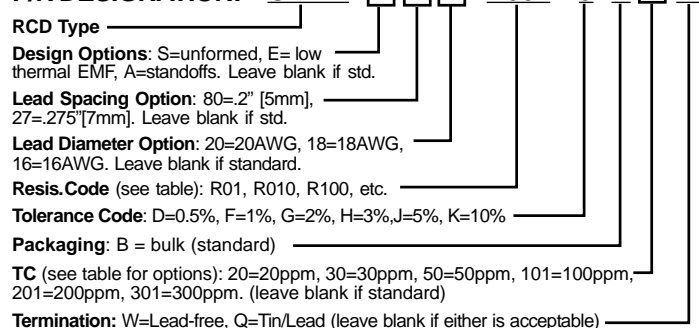 RCD Type
Design Options: S=unformed, E= low
thermal EMF, A=standoffs. Leave blank if std.
Lead Spacing Option: 80=.2" [5mm],
27=.275"[7mm]. Leave blank if std.
Lead Diameter Option: 20=20AWG, 18=18AWG,
16=16AWG. Leave blank if standard.
Resis.Code (see table): R01, R010, R100, etc.
Tolerance Code: D=0.5%, F=1%, G=2%, H=3%,J=5%, K=10%
Packaging: B = bulk (standard)
TC (see table for options): 20=20ppm, 30=30ppm, 50=50ppm, 101=100ppm,
201=200ppm, 301=300ppm. (leave blank if standard)
Termination: W=Lead-free, Q=Tin/Lead (leave blank if either is acceptable)